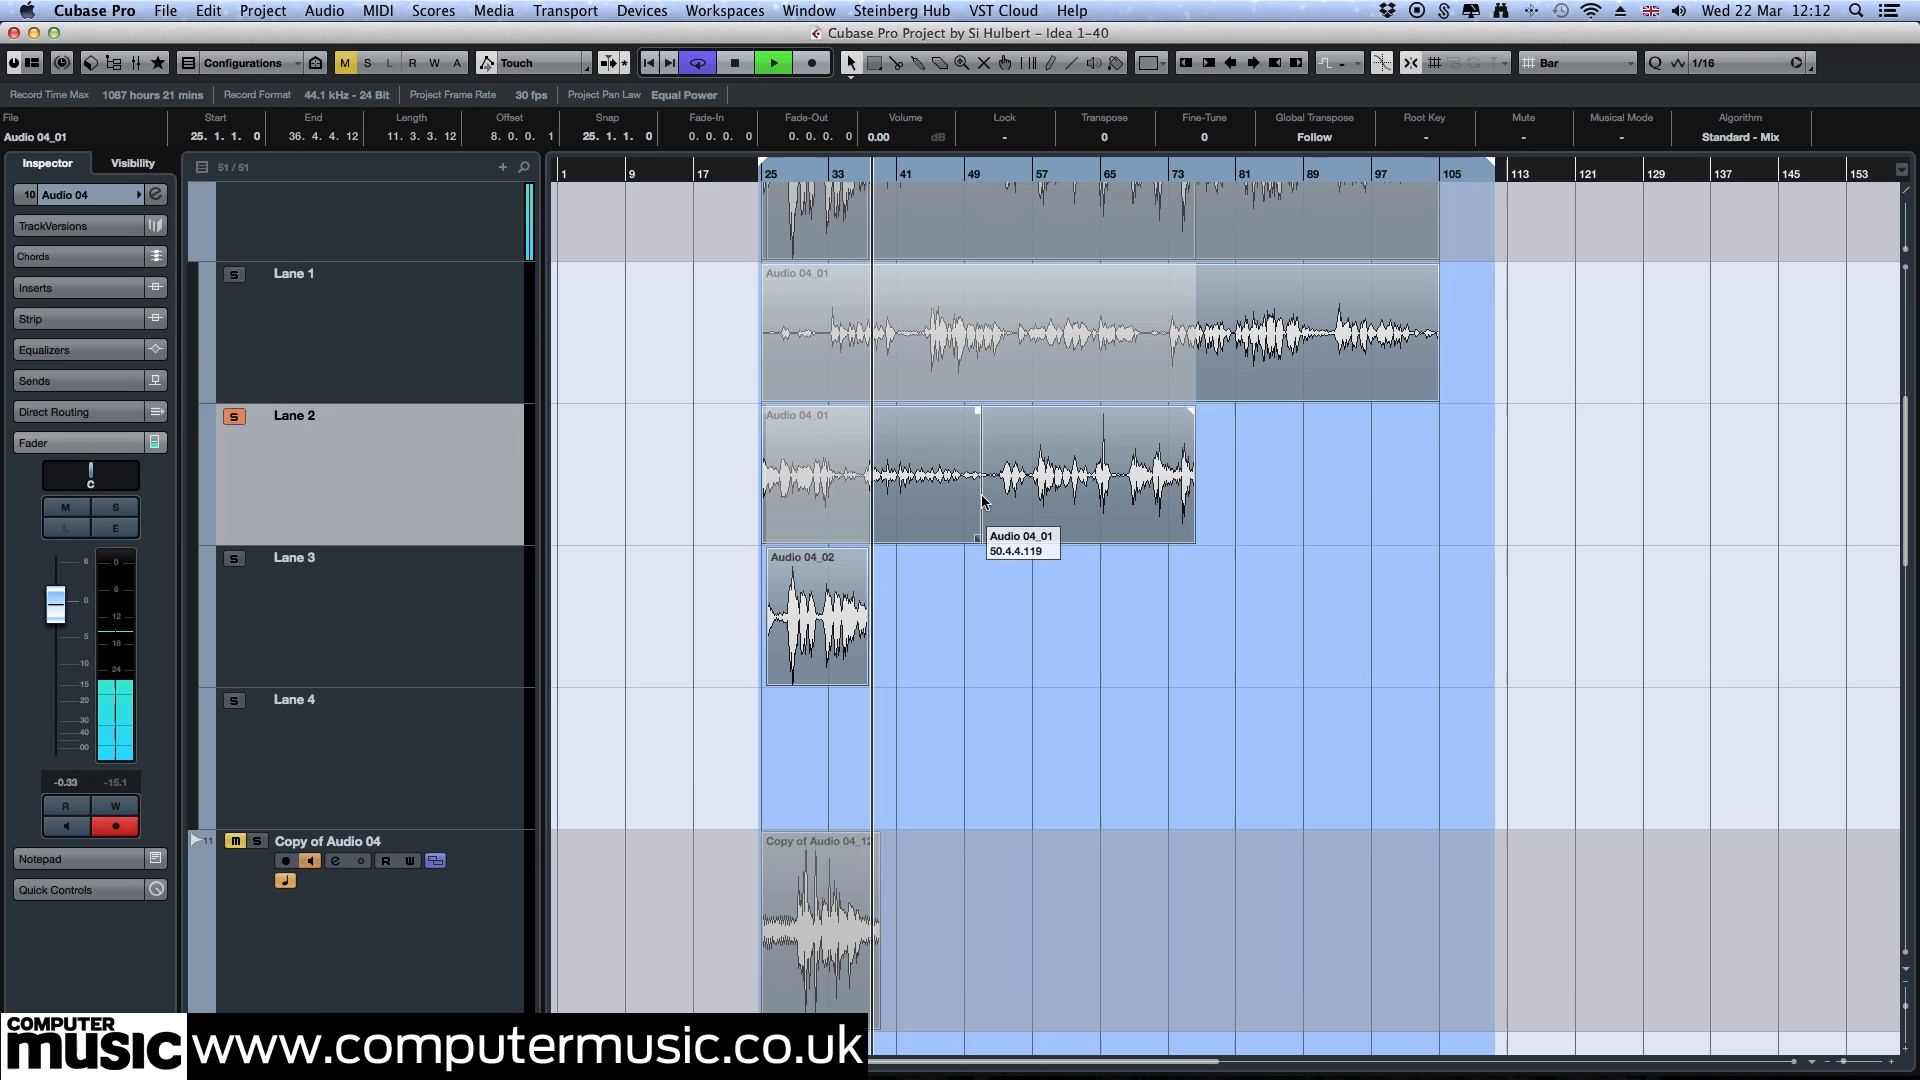 Cubase Pro File Edit Project Audio MIDI Scores Media Transport Devices Workspaces Window Steinberg Hub VST Cloud Help Wed 22 Mar 12:12
Cubase Pro Project by Si Hulbert - Idea 1-40
Configurations M S L R W A Touch Bar Q 1/16
Record Time Max 1087 hours 21 mins Record Format 44.1 kHz - 24 Bit Project Frame Rate 30 fps Project Pan Law Equal Power
File Start End Length Offset Snap Fade-In Fade-Out Volume Lock Transpose Fine-Tune Global Transpose Root Key Mute Musical Mode Algorithm
Audio 04_01 25. 1. 1. 0 36. 4. 4. 12 11. 3. 3. 12 8. 0. 0. 1 25. 1. 1. 0 0. 0. 0. 0 0. 0. 0. 0 0.00 dB - 0 0 Follow - - - Standard - Mix
Inspector Visibility 51 / 51
1 9 17 25 33 41 49 57 65 73 81 89 97 105 113 121 129 137 145 153
10 Audio 04
TrackVersions
Chords
Inserts
Strip
Equalizers
Sends
Direct Routing
Fader
C
M S
L E
6 0 5 10 15 20 30 40 00
0 6 12 18 24
-0.33 -15.1
R W
Notepad
Quick Controls
S Lane 1
Audio 04_01
S Lane 2
Audio 04_01
Audio 04_01
50.4.4.119
S Lane 3
Audio 04_02
S Lane 4
11 m S Copy of Audio 04
e R W
Copy of Audio 04_12
COMPUTER
music www.computermusic.co.uk